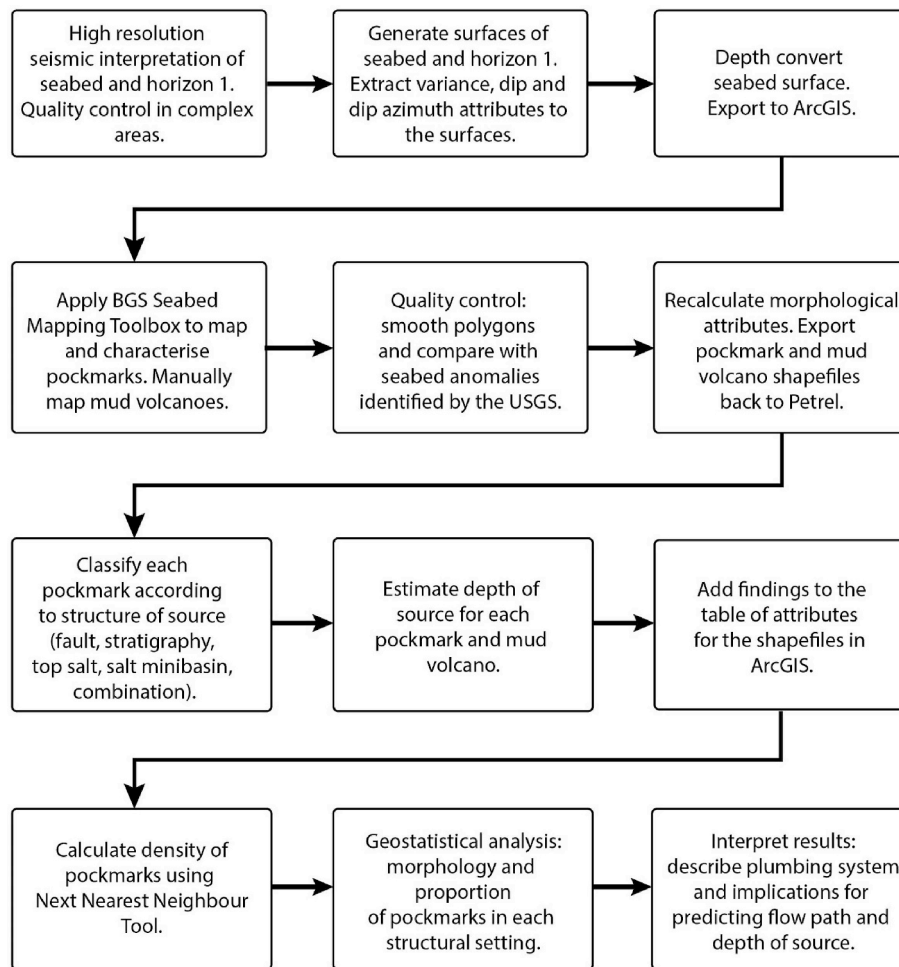 High resolution
seismic interpretation of
seabed and horizon 1.
Quality control in complex
areas.
Generate surfaces of
seabed and horizon 1.
Extract variance, dip and
dip azimuth attributes to
the surfaces.
Depth convert
seabed surface.
Export to ArcGIS.
Apply BGS Seabed
Mapping Toolbox to map
and characterise
pockmarks. Manually
map mud volcanoes.
Quality control:
smooth polygons
and compare with
seabed anomalies
identified by the USGS.
Recalculate morphological
attributes. Export
pockmark and mud
volcano shapefiles
back to Petrel.
Classify each
pockmark according
to structure of source
(fault, stratigraphy,
top salt, salt minibasin,
combination).
Estimate depth of
source for each
pockmark and mud
volcano.
Add findings to the
table of attributes
for the shapefiles in
ArcGIS.
Calculate density of
pockmarks using
Next Nearest Neighbour
Tool.
Geostatistical analysis:
morphology and
proportion
of pockmarks in each
structural setting.
Interpret results:
describe plumbing system
and implications for
predicting flow path and
depth of source.